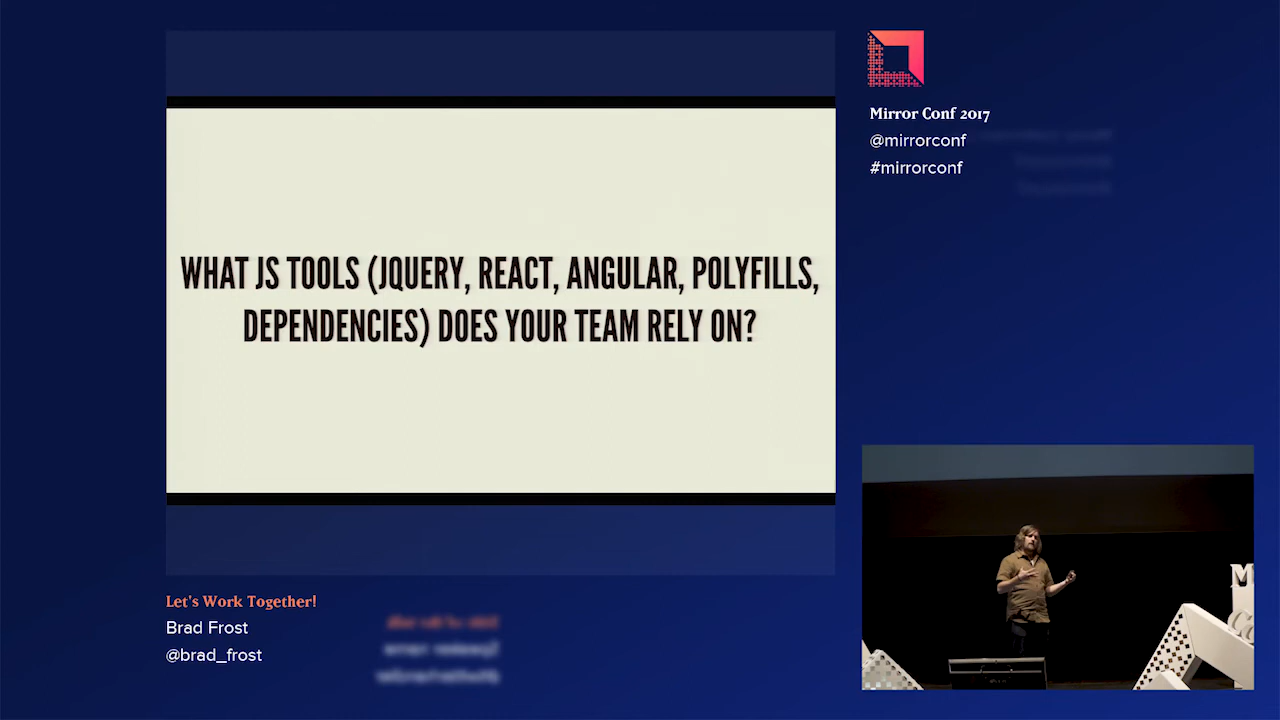 WHAT JS TOOLS (JQUERY, REACT, ANGULAR, POLYFILLS,
DEPENDENCIES) DOES YOUR TEAM RELY ON?
Mirror Conf 2017
@mirrorconf
#mirrorconf
Let's Work Together!
Brad Frost
@brad_frost